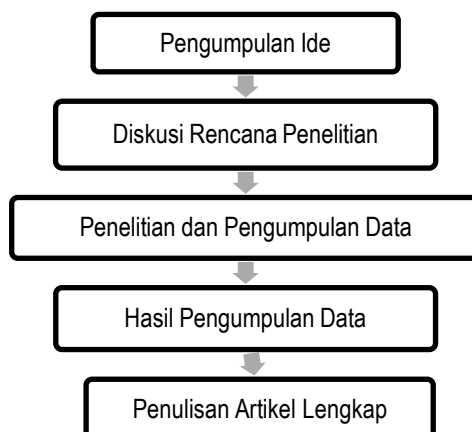 Pengumpulan Ide
Diskusi Rencana Penelitian
Penelitian dan Pengumpulan Data
Hasil Pengumpulan Data
Penulisan Artikel Lengkap